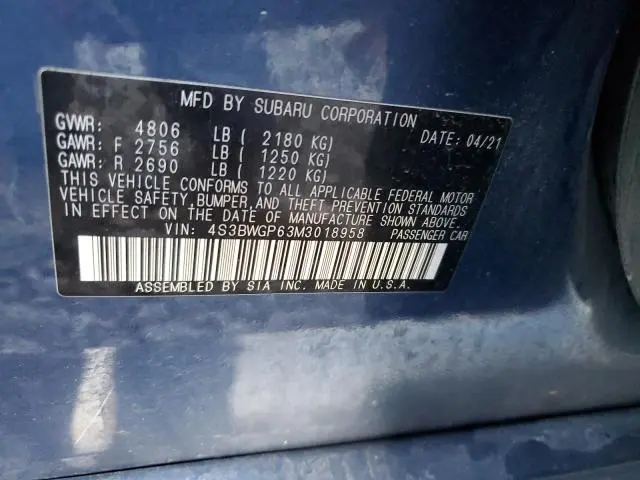 MFD BY SUBARU CORPORATION
GVWR: 4806 LB ( 2180 KG) DATE: 04/21
GAWR: F 2756 LB ( 1250 KG)
GAWR: R 2690 LB ( 1220 KG)
THIS VEHICLE CONFORMS TO ALL APPLICABLE FEDERAL MOTOR
VEHICLE SAFETY, BUMPER, AND THEFT PREVENTION STANDARDS
IN EFFECT ON THE DATE OF MANUFACTURE SHOWN ABOVE.
VIN: 4S3BWGP63M3018958 PASSENGER CAR
ASSEMBLED BY SIA INC. MADE IN U.S.A.